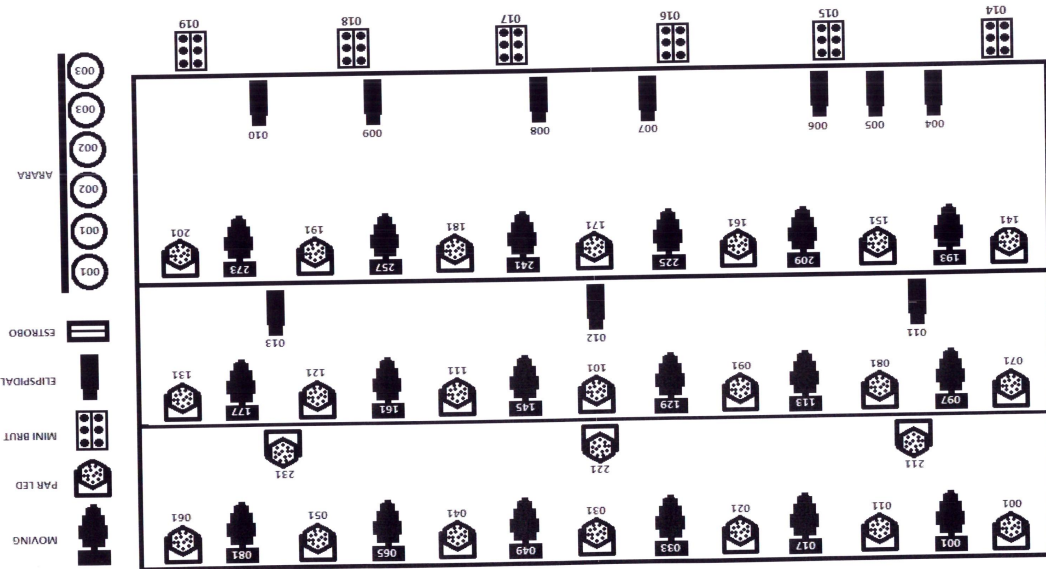 001 017 033 049 065 081
001 011 021 031 041 051 061
MOVING
PAR LED
211 221 231
MINI BRUT
097 113 129 145 161 177
071 081 091 101 111 121 131
ELIPSPIDAL
011 012 013
ESTROBO
193 209 225 241 257 273
141 151 161 171 181 191 201
001
001
002
002
003
003
ARARA
004 005 006 007 008 009 010
014 015 016 017 018 019